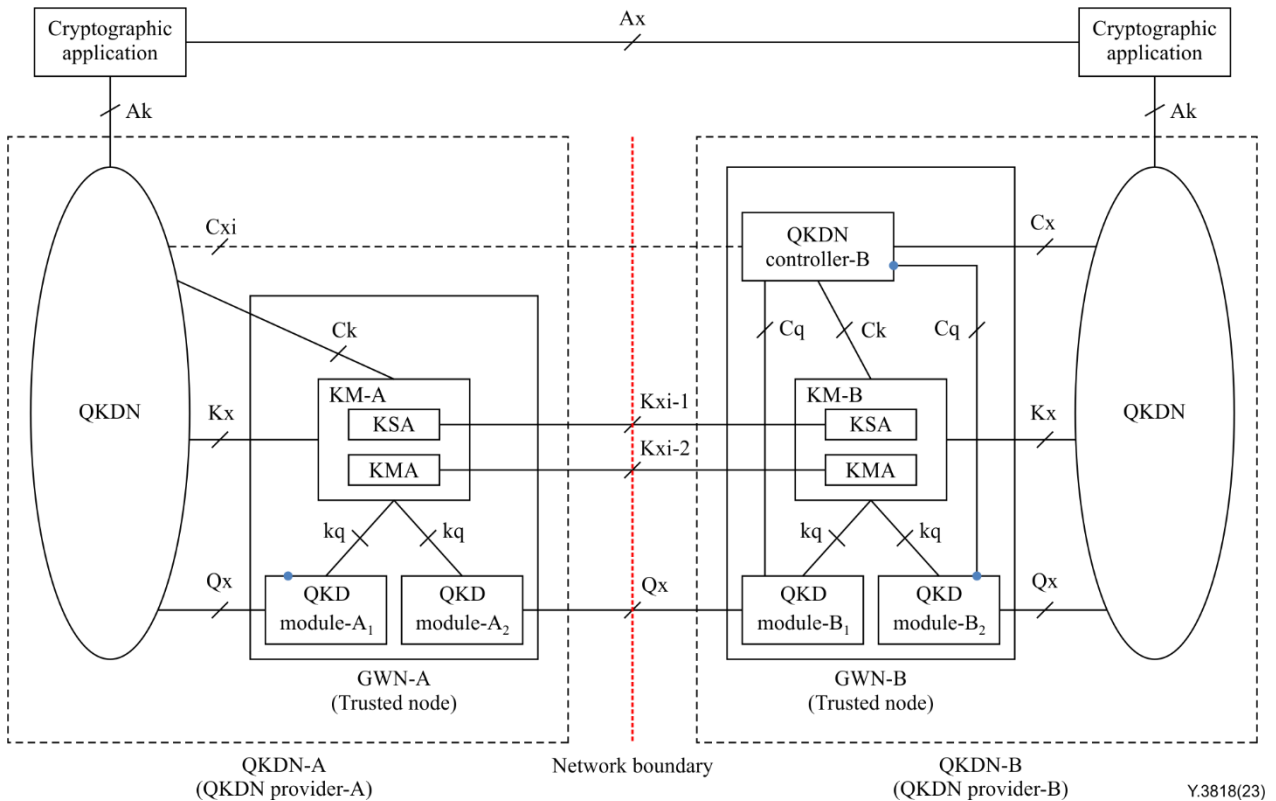 Cryptographic
application
Ax
Cryptographic
application
Ak
Ak
Cxi
QKDN
controller-B
Cx
Ck
Cq
Ck
Cq
QKDN
Kx
KM-A
KSA
KMA
Kxi-1
Kxi-2
KM-B
KSA
KMA
Kx
QKDN
kq
kq
kq
kq
Qx
QKD
module-A₁
QKD
module-A₂
Qx
QKD
module-B₁
QKD
module-B₂
Qx
GWN-A
(Trusted node)
GWN-B
(Trusted node)
QKDN-A
(QKDN provider-A)
Network boundary
QKDN-B
(QKDN provider-B)
Y.3818(23)